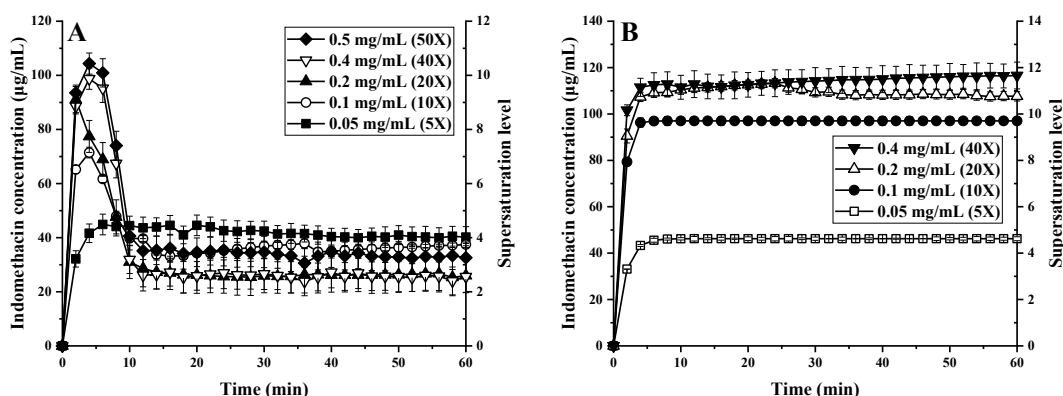 A
Indomethacin concentration (μg/mL)
120
100
80
60
40
20
0
12
10
8
6
4
2
0
Supersaturation level
0.5 mg/mL (50X)
0.4 mg/mL (40X)
0.2 mg/mL (20X)
0.1 mg/mL (10X)
0.05 mg/mL (5X)
0 10 20 30 40 50 60
Time (min)
B
Indomethacin concentration (μg/mL)
140
120
100
80
60
40
20
0
14
12
10
8
6
4
2
0
Supersaturation level
0.4 mg/mL (40X)
0.2 mg/mL (20X)
0.1 mg/mL (10X)
0.05 mg/mL (5X)
0 10 20 30 40 50 60
Time (min)